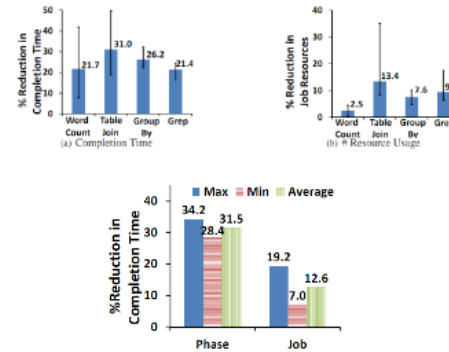 % Reduction in
Completion Time
50
40
30
20
10
0
21.7
31.0
26.2
21.4
Word Count
Table Join
Group By
Grep
(a) Completion Time
% Reduction in
Job Resources
40
30
20
10
0
2.5
13.4
7.6
9
Word Count
Table Join
Group By
Grep
(b) # Resource Usage
Max Min Average
%Reduction in
Completion Time
40
30
20
10
0
34.2
28.4
31.5
19.2
7.0
12.6
Phase
Job